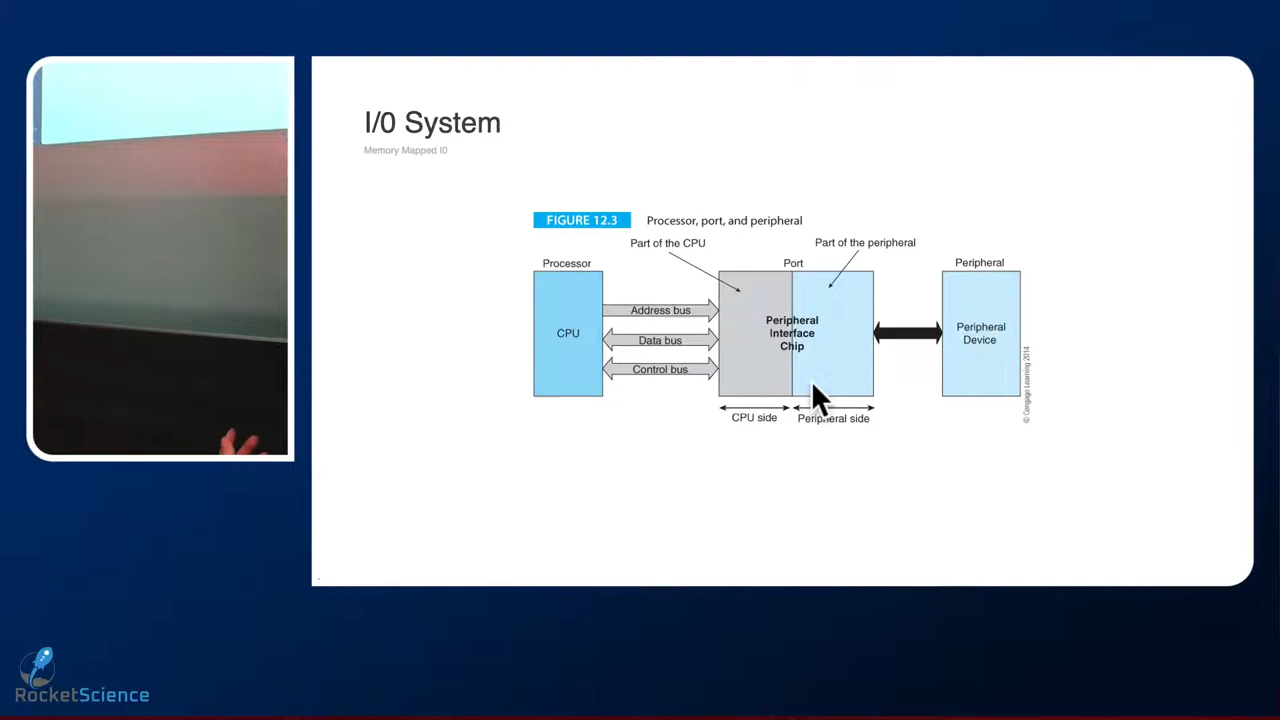 I/0 System
Memory Mapped I0
FIGURE 12.3 Processor, port, and peripheral
Part of the CPU
Part of the peripheral
Processor
Port
Peripheral
CPU
Address bus
Data bus
Control bus
Peripheral
Interface
Chip
Peripheral
Device
CPU side
Peripheral side
© Cengage Learning 2014
RocketScience